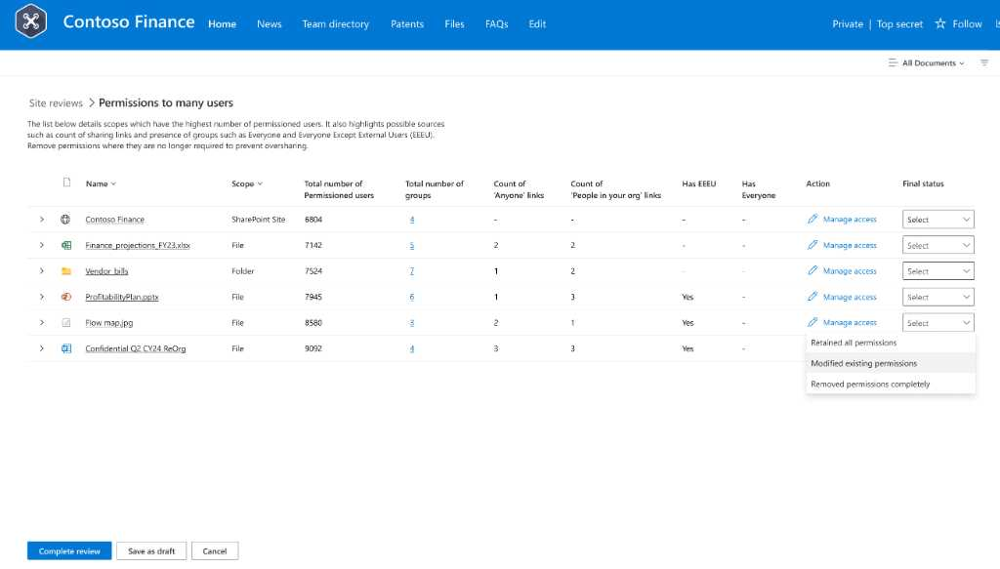 Contoso Finance Home News Team directory Patents Files FAQs Edit Private | Top secret Follow
All Documents
Site reviews > Permissions to many users
The list below details scopes which have the highest number of permissioned users. It also highlights possible sources
such as count of sharing links and presence of groups such as Everyone and Everyone Except External Users (EEEU).
Remove permissions where they are no longer required to prevent oversharing.
Name Scope Total number of Permissioned users Total number of groups Count of 'Anyone' links Count of 'People in your org' links Has EEEU Has Everyone Action Final status
Contoso Finance SharePoint Site 6804 4 - - - - Manage access Select
Finance_projections_FY23.xlsx File 7142 5 2 2 - - Manage access Select
Vendor_bills Folder 7524 7 1 2 - - Manage access Select
ProfitabilityPlan.pptx File 7945 6 1 3 Yes - Manage access Select
Flow map.jpg File 8580 3 2 1 Yes - Manage access Select
Confidential Q2 CY24 ReOrg File 9092 4 3 3 Yes -
Retained all permissions
Modified existing permissions
Removed permissions completely
Complete review Save as draft Cancel